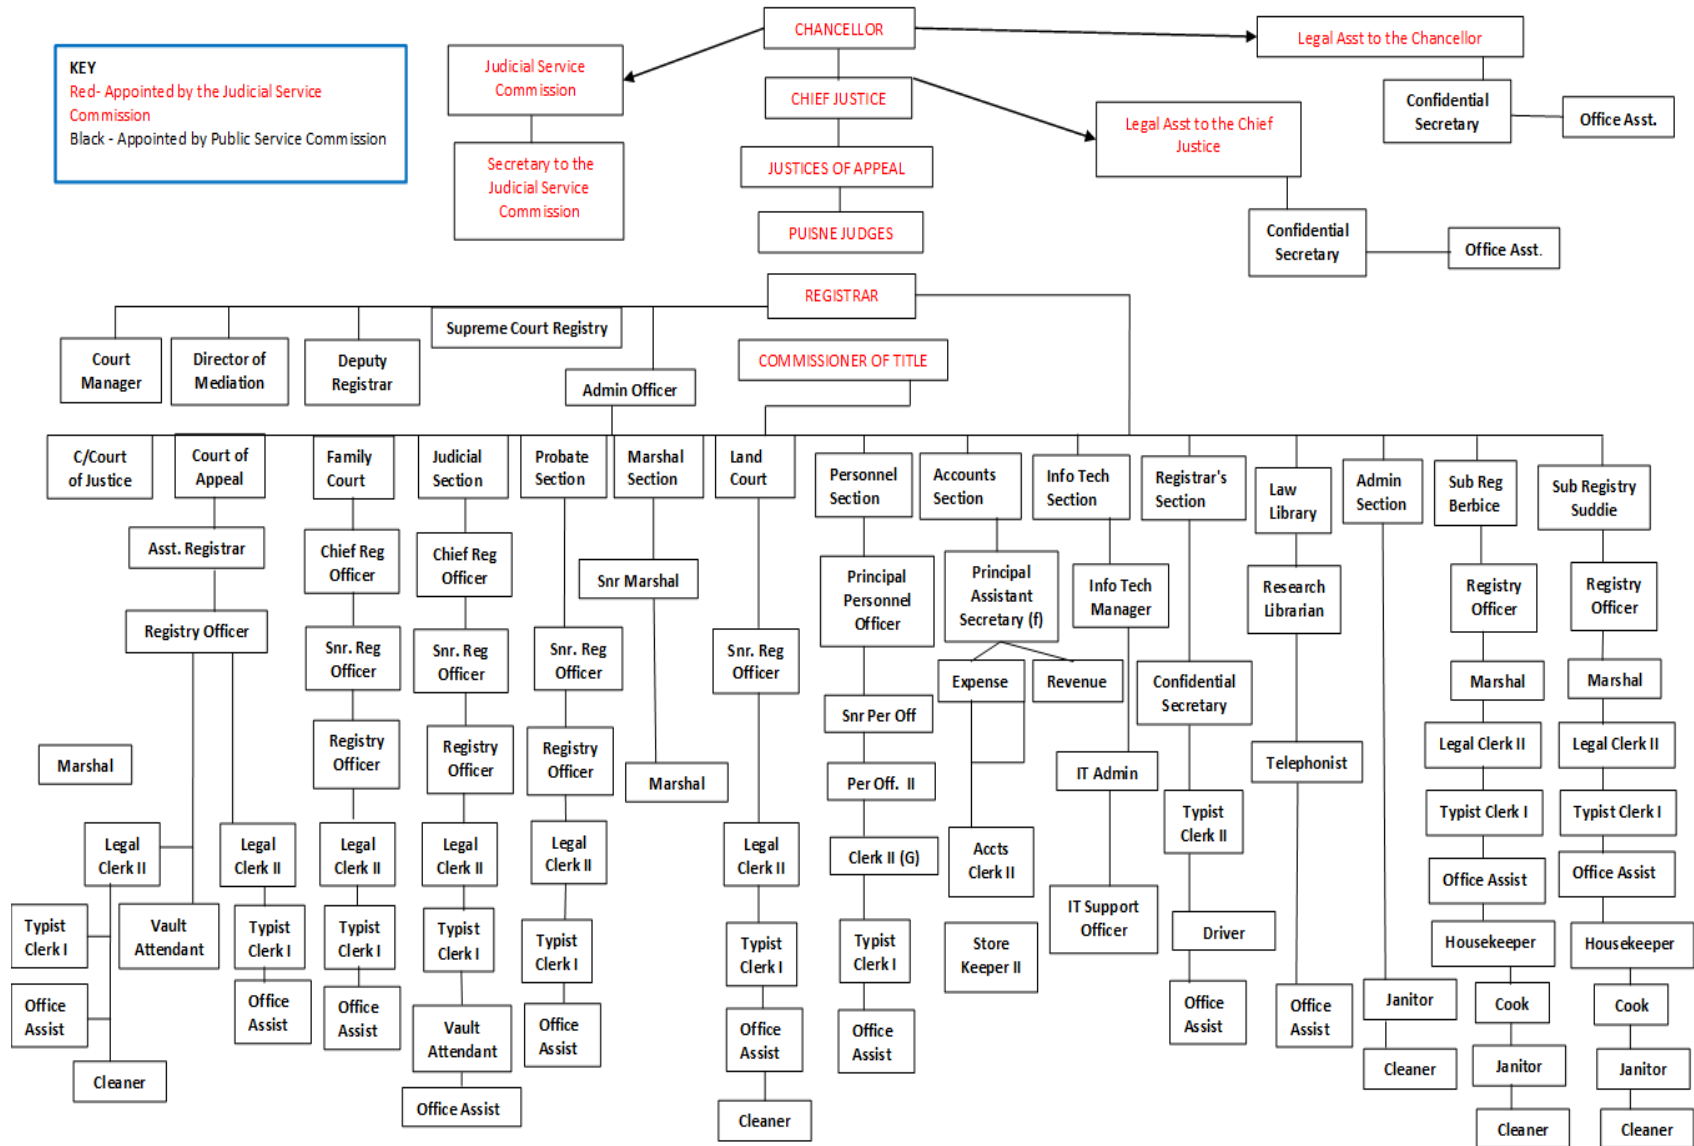 CHANCELLOR
Legal Asst to the Chancellor
KEY
Red- Appointed by the Judicial Service
Commission
Black - Appointed by Public Service Commission
Judicial Service
Commission
CHIEF JUSTICE
Confidential
Secretary
Office Asst.
Legal Asst to the Chief
Justice
Secretary to the
Judicial Service
Commission
JUSTICES OF APPEAL
PUISNE JUDGES
Confidential
Secretary
Office Asst.
REGISTRAR
Supreme Court Registry
Court
Manager
Director of
Mediation
Deputy
Registrar
COMMISSIONER OF TITLE
Admin Officer
C/Court
of Justice
Court of
Appeal
Family
Court
Judicial
Section
Probate
Section
Marshal
Section
Land
Court
Personnel
Section
Accounts
Section
Info Tech
Section
Registrar's
Section
Law
Library
Admin
Section
Sub Reg
Berbice
Sub Registry
Suddie
Asst. Registrar
Chief Reg
Officer
Chief Reg
Officer
Snr Marshal
Principal
Personnel
Officer
Principal
Assistant
Secretary (f)
Info Tech
Manager
Research
Librarian
Registry
Officer
Registry
Officer
Registry Officer
Snr. Reg
Officer
Snr. Reg
Officer
Snr. Reg
Officer
Snr. Reg
Officer
Expense
Revenue
Confidential
Secretary
Marshal
Marshal
Snr Per Off
Registry
Officer
Registry
Officer
Registry
Officer
Legal Clerk II
Legal Clerk II
Marshal
Marshal
Per Off. II
IT Admin
Telephonist
Typist
Clerk II
Typist Clerk I
Typist Clerk I
Legal
Clerk II
Legal
Clerk II
Legal
Clerk II
Legal
Clerk II
Legal
Clerk II
Legal
Clerk II
Clerk II (G)
Accts
Clerk II
Office Assist
Office Assist
Typist
Clerk I
Vault
Attendant
Typist
Clerk I
Typist
Clerk I
Typist
Clerk I
Typist
Clerk I
Typist
Clerk I
Typist
Clerk I
Store
Keeper II
IT Support
Officer
Driver
Housekeeper
Housekeeper
Office
Assist
Office
Assist
Office
Assist
Vault
Attendant
Office
Assist
Office
Assist
Office
Assist
Office
Assist
Office
Assist
Janitor
Cook
Cook
Cleaner
Office Assist
Cleaner
Cleaner
Janitor
Janitor
Cleaner
Cleaner